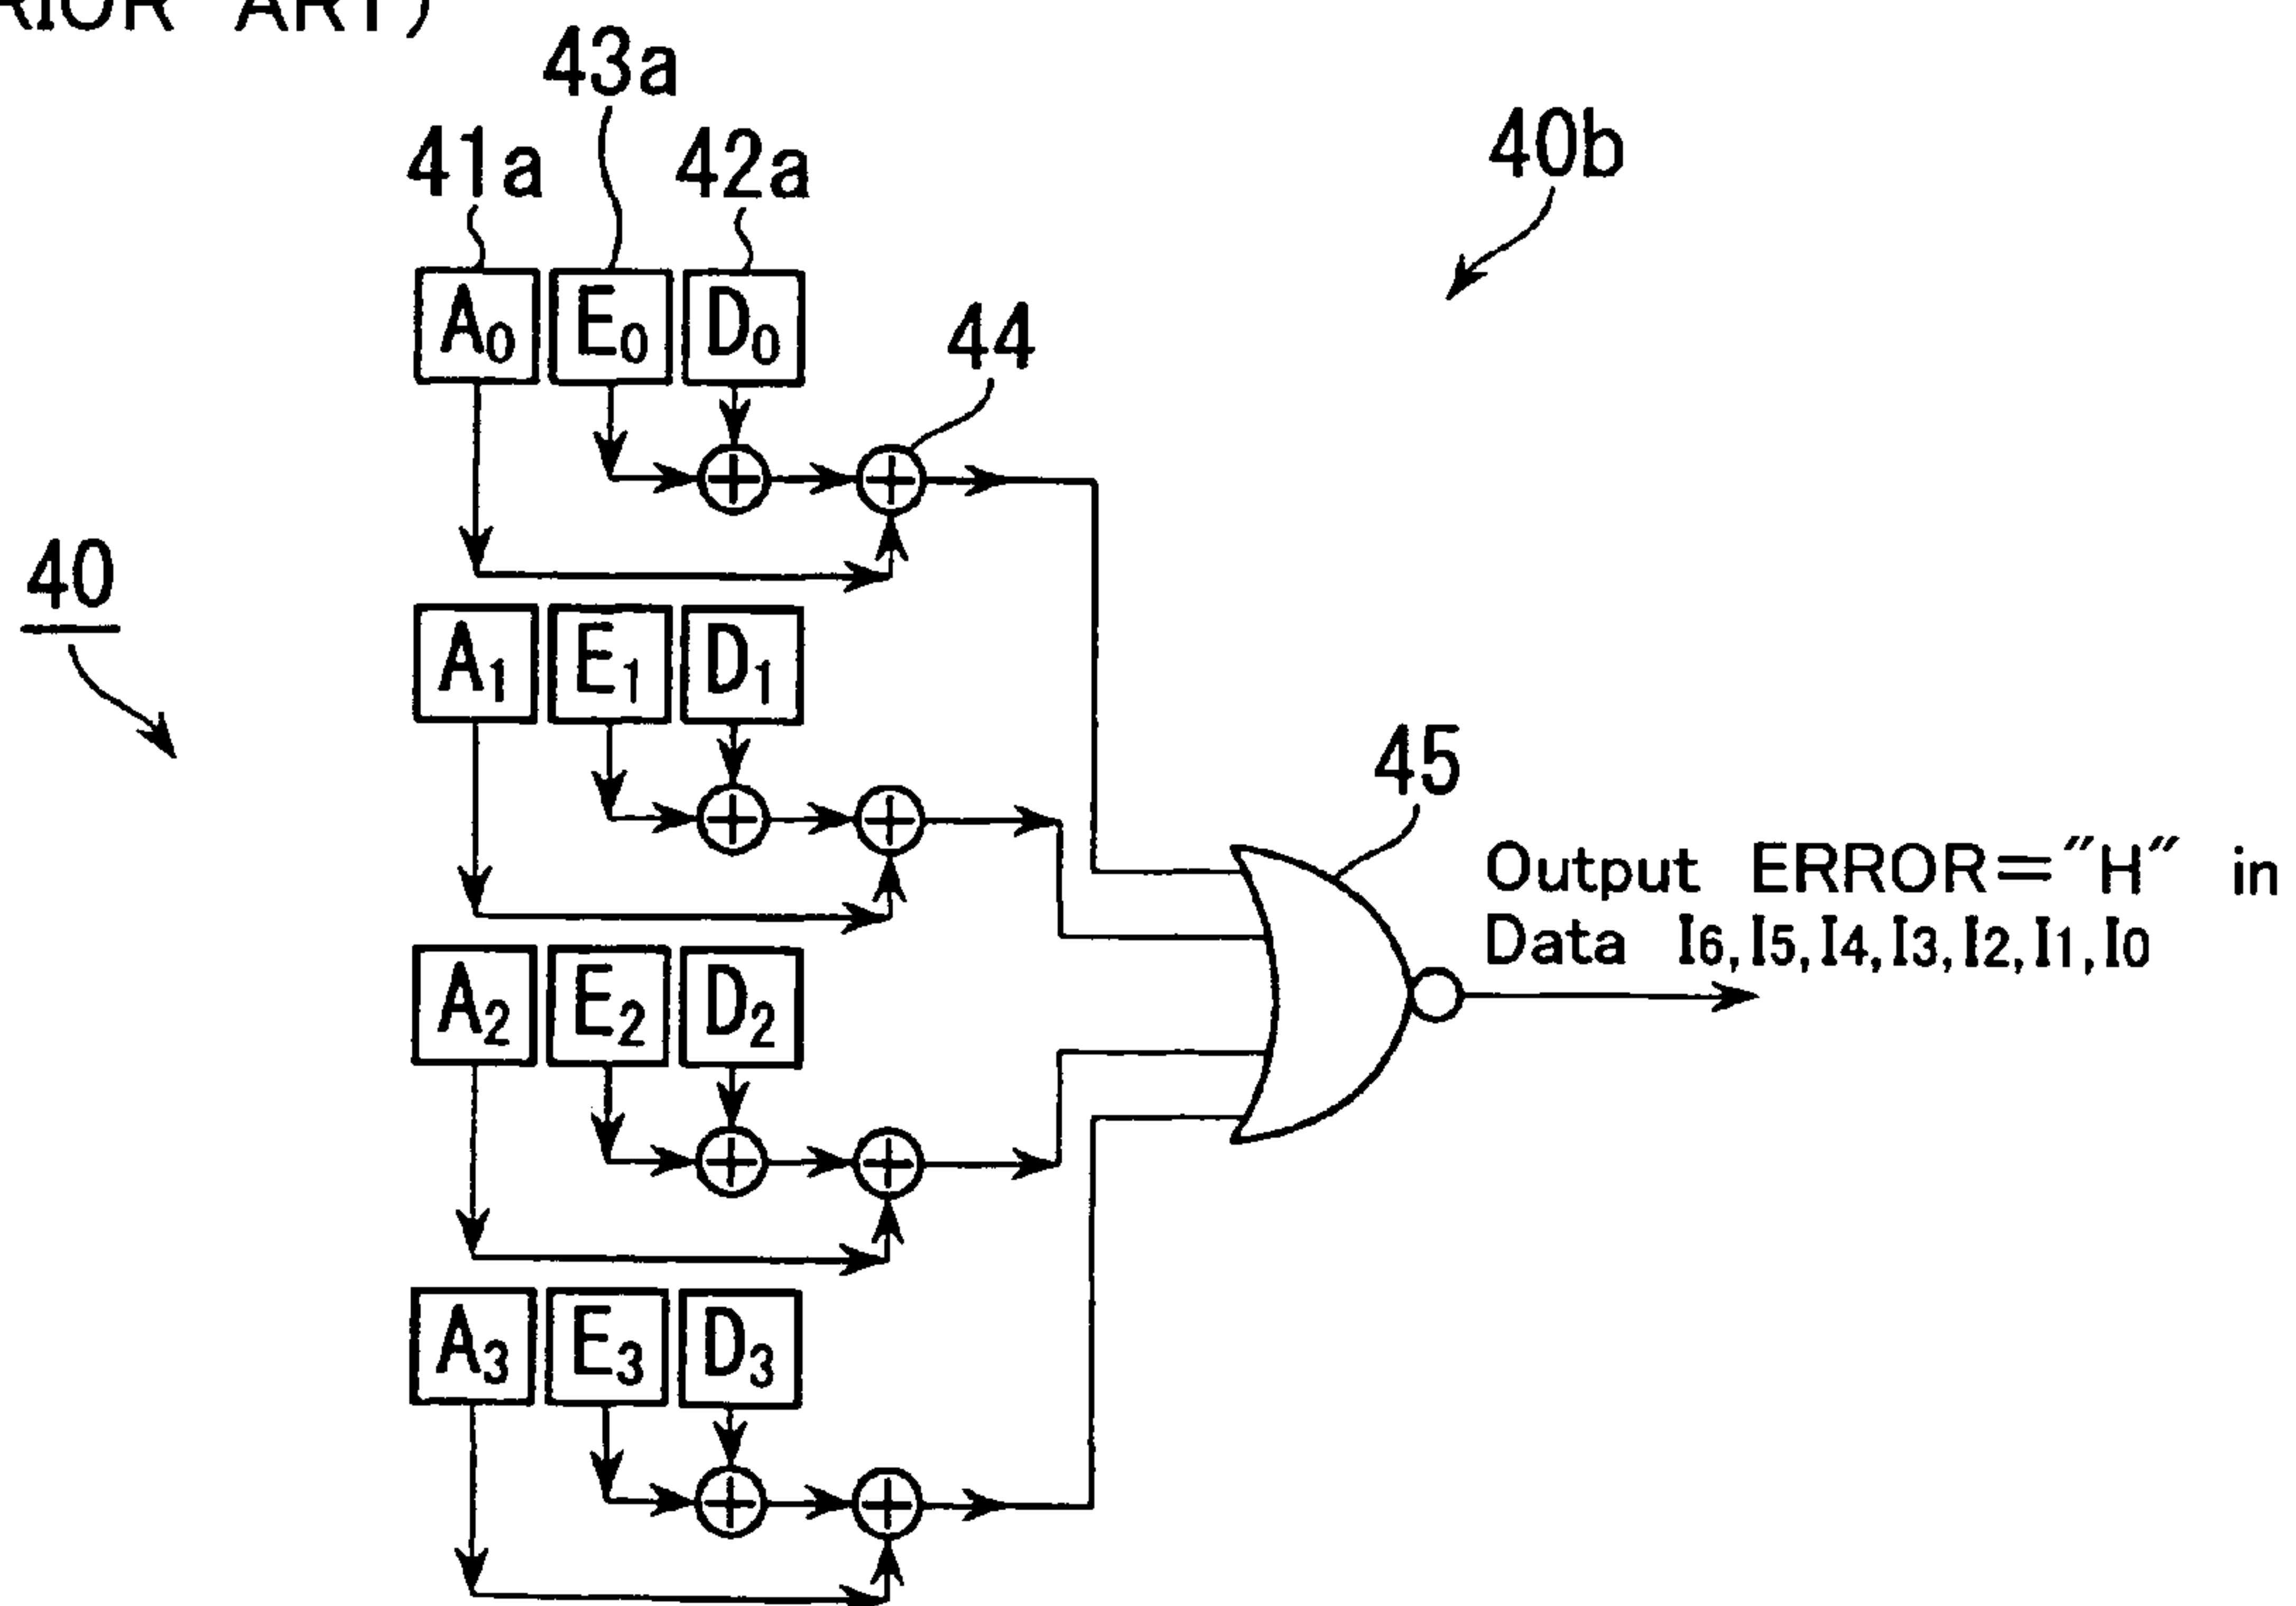 ART)
43a
41a 42a 40b
A0 E0 D0
44
40
A1 E1 D1
45
Output ERROR="H" in
Data I6,I5,I4,I3,I2,I1,I0
A2 E2 D2
A3 E3 D3